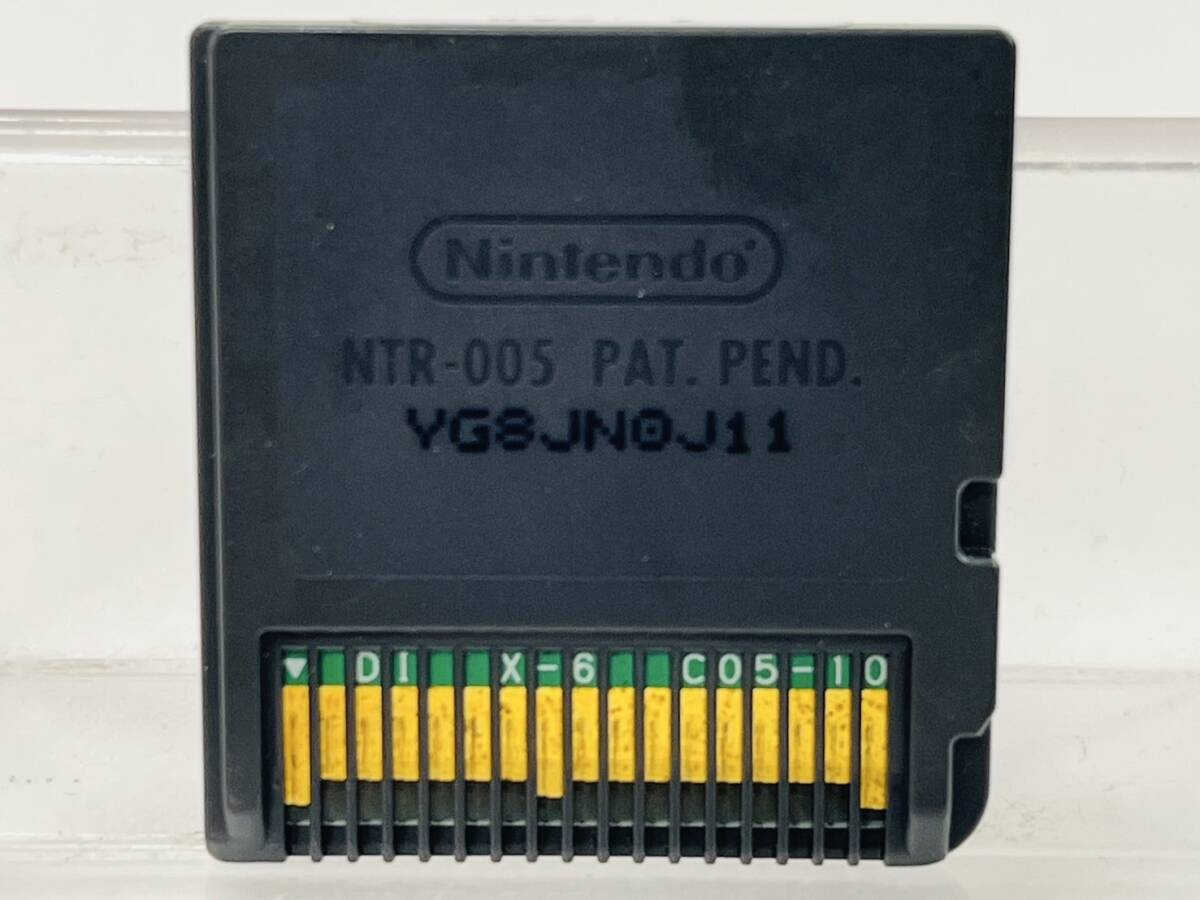 Nintendo
NTR-005 PAT. PEND.
YG8JN0J11
▼ DI X-6 C05-10